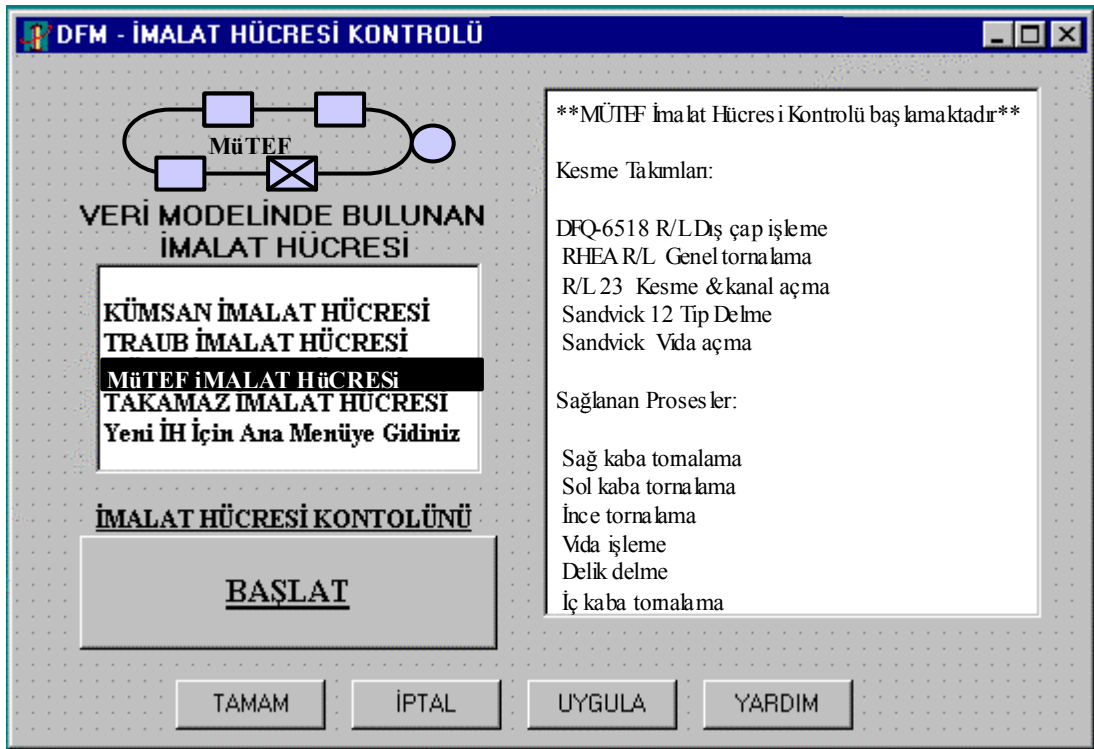 DFM - İMALAT HÜCRESİ KONTROLÜ
MüTEF
VERİ MODELİNDE BULUNAN
İMALAT HÜCRESİ
KÜMSAN İMALAT HÜCRESİ
TRAUB İMALAT HÜCRESİ
MüTEF iMALAT HüCRESi
TAKAMAZ IMALAT HUCRESİ
Yeni İH İçin Ana Menüye Gidiniz
İMALAT HÜCRESİ KONTOLÜNÜ
BAŞLAT
**MÜTEF İmalat Hücresi Kontrolü başlamaktadır**
Kesme Takımları:
DFQ-6518 R/L Dış çap işleme
RHEA R/L Genel tornalama
R/L 23 Kesme & kanal açma
Sandvick 12 Tip Delme
Sandvick Vida açma
Sağlanan Prosesler:
Sağ kaba tornalama
Sol kaba tornalama
İnce tornalama
Vida işleme
Delik delme
İç kaba tornalama
TAMAM
İPTAL
UYGULA
YARDIM